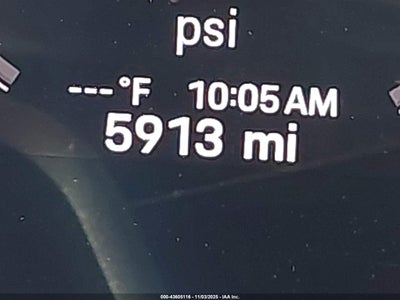 psi
---°F 10:05 AM
5913 mi
000-43605116 - 11/03/2025 - IAA Inc.